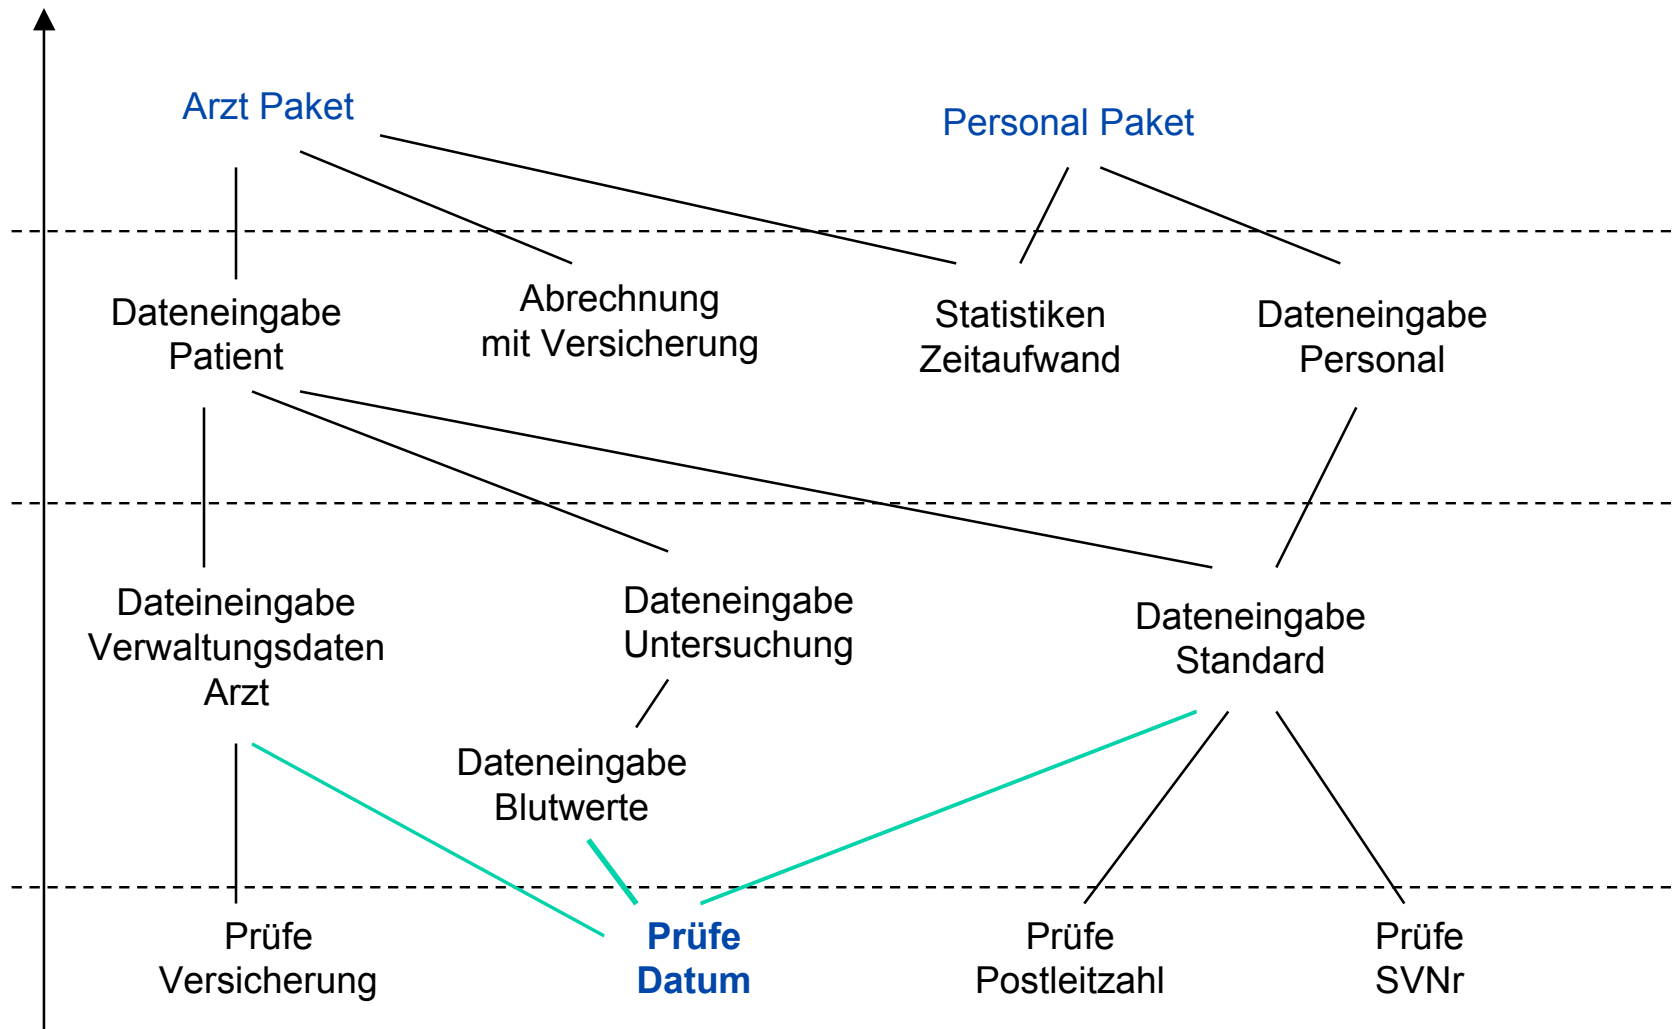 Arzt Paket
Personal Paket
Dateneingabe
Patient
Abrechnung
mit Versicherung
Statistiken
Zeitaufwand
Dateneingabe
Personal
Dateineingabe
Verwaltungsdaten
Arzt
Dateneingabe
Untersuchung
Dateneingabe
Standard
Dateneingabe
Blutwerte
Prüfe
Versicherung
Prüfe
Datum
Prüfe
Postleitzahl
Prüfe
SVNr